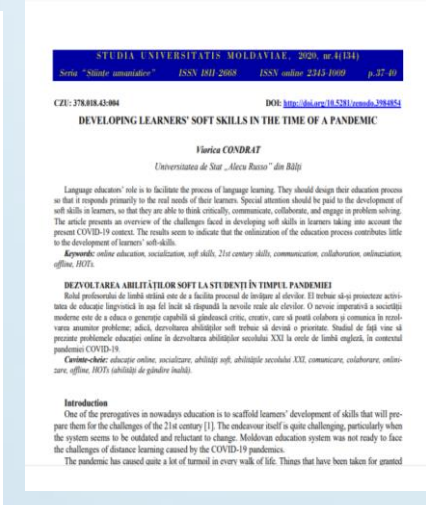 STUDIA UNIVERSITATIS MOLDAVIAE, 2020, nr.4(134)
Seria "Științe umanistice" ISSN 1811-2668 ISSN online 2345-1009 p.37-40
CZU: 378.018.43:004 DOI: http://doi.org/10.5281/zenodo.3984854
DEVELOPING LEARNERS' SOFT SKILLS IN THE TIME OF A PANDEMIC
Viorica CONDRAT
Universitatea de Stat „Alecu Russo” din Bălți
Language educators' role is to facilitate the process of language learning. They should design their education process
so that it responds primarily to the real needs of their learners. Special attention should be paid to the development of
soft skills in learners, so that they are able to think critically, communicate, collaborate, and engage in problem solving.
The article presents an overview of the challenges faced in developing soft skills in learners taking into account the
present COVID-19 context. The results seem to indicate that the onlinization of the education process contributes little
to the development of learners' soft-skills.
Keywords: online education, socialization, soft skills, 21st century skills, communication, collaboration, onlinaziation,
offline, HOTs.
DEZVOLTAREA ABILITĂȚILOR SOFT LA STUDENȚI ÎN TIMPUL PANDEMIEI
Rolul profesorului de limbă străină este de a facilita procesul de învățare al elevilor. El trebuie să-și proiecteze activi-
tatea de educație lingvistică în așa fel încât să răspundă la nevoile reale ale elevilor. O nevoie imperativă a societății
moderne este de a educa o generație capabilă să gândească critic, creativ, care să poată colabora și comunica în rezol-
varea anumitor probleme; adică, dezvoltarea abilităților soft trebuie să devină o prioritate. Studiul de față vine să
prezinte problemele educației online în dezvoltarea abilităților secolului XXI la orele de limbă engleză, în contextul
pandemiei COVID-19.
Cuvinte-cheie: educație online, socializare, abilități soft, abilitățile secolului XXI, comunicare, colaborare, onlini-
zare, offline, HOTs (abilități de gândire înaltă).
Introduction
One of the prerogatives in nowadays education is to scaffold learners' development of skills that will pre-
pare them for the challenges of the 21st century [1]. The endeavour itself is quite challenging, particularly when
the system seems to be outdated and reluctant to change. Moldovan education system was not ready to face
the challenges of distance learning caused by the COVID-19 pandemics.
The pandemic has caused quite a lot of turmoil in every walk of life. Things that have been taken for granted